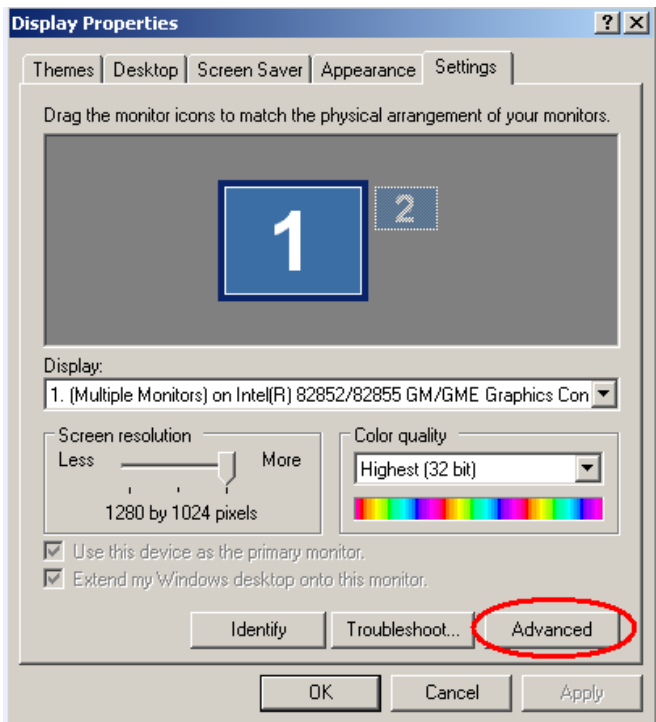 Display Properties
Themes Desktop Screen Saver Appearance Settings
Drag the monitor icons to match the physical arrangement of your monitors.
1 2
Display:
1. (Multiple Monitors) on Intel(R) 82852/82855 GM/GME Graphics Con
Screen resolution Color quality
Less More Highest (32 bit)
1280 by 1024 pixels
Use this device as the primary monitor.
Extend my Windows desktop onto this monitor.
Identify Troubleshoot... Advanced
OK Cancel Apply